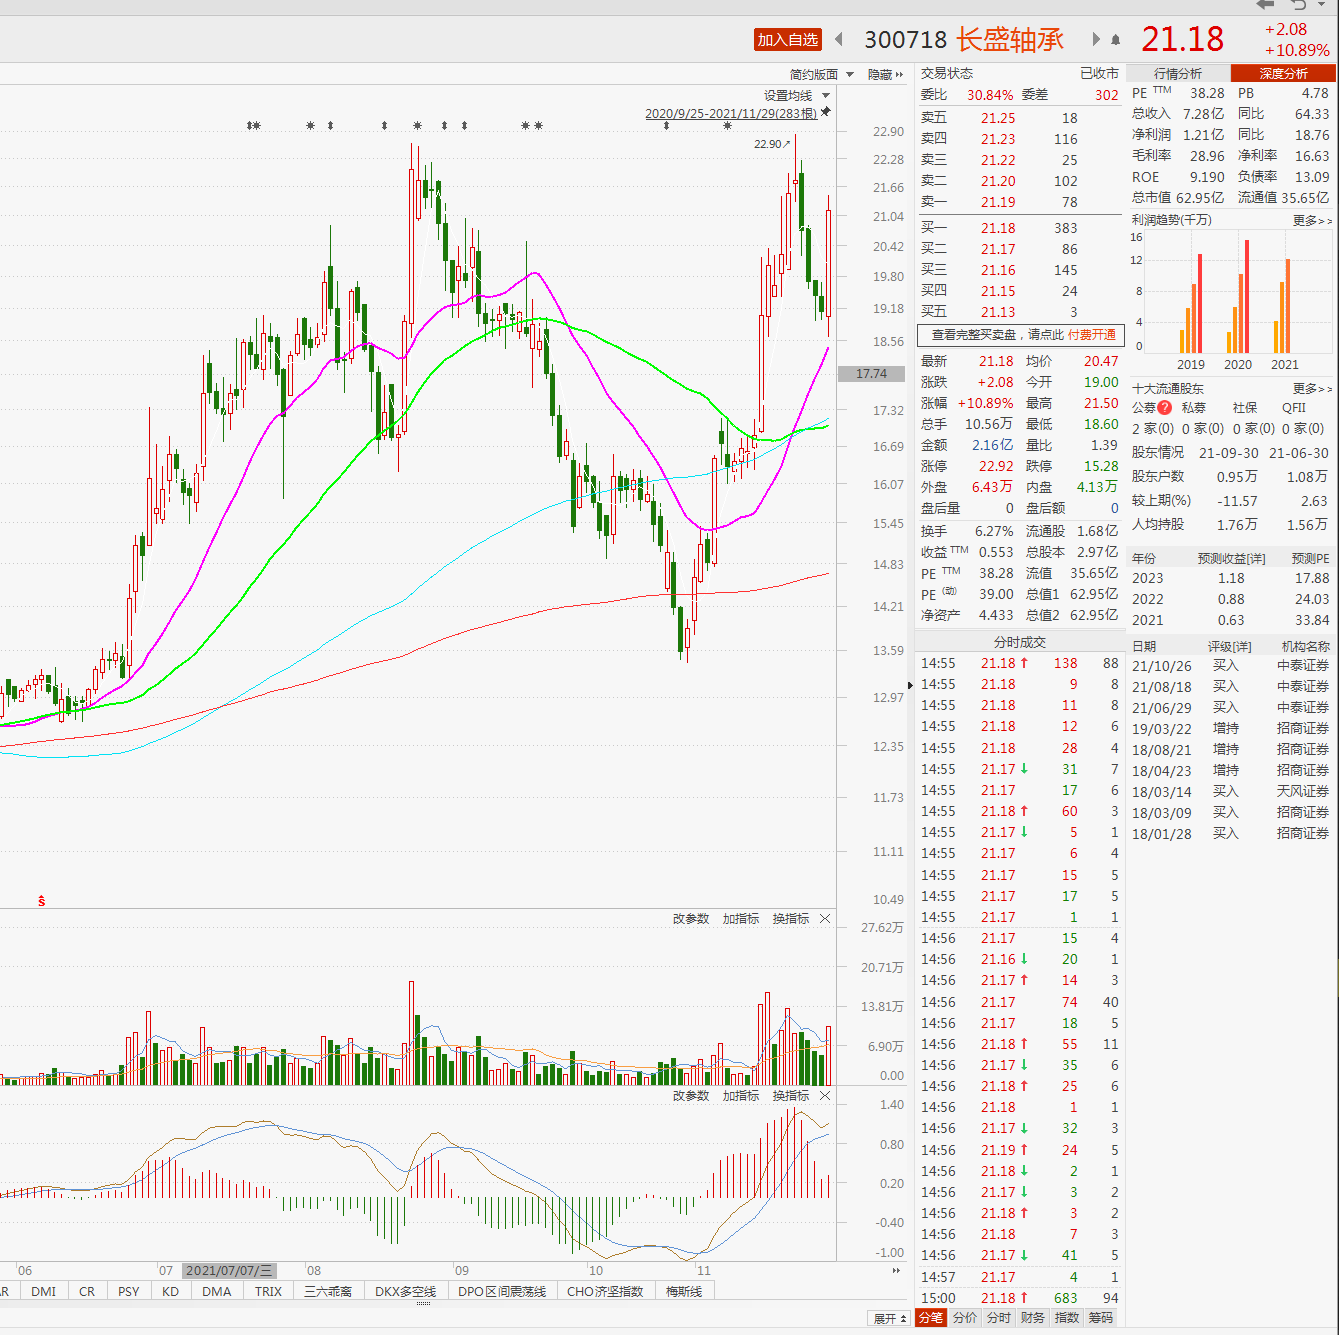 加入自选 300718 长盛轴承 21.18 +2.08
+10.89%
简约版面 隐藏
设置均线
2020/9/25-2021/11/29(283根)
22.90
22.90
22.28
21.66
21.04
20.42
19.80
19.18
18.56
17.74
17.32
16.69
16.07
15.45
14.83
14.21
13.59
12.97
12.35
11.73
11.11
10.49
S
改参数 加指标 换指标
27.62万
20.71万
13.81万
6.90万
0.00
改参数 加指标 换指标
1.40
0.80
0.20
-0.40
-1.00
06 07 2021/07/07/三 08 09 10 11
AR DMI CR PSY KD DMA TRIX 三六乖离 DKX多空线 DPO区间震荡线 CHO济坚指数 梅斯线
展开
交易状态 已收市
委比 30.84% 委差 302
卖五 21.25 18
卖四 21.23 116
卖三 21.22 25
卖二 21.20 102
卖一 21.19 78
买一 21.18 383
买二 21.17 86
买三 21.16 145
买四 21.15 24
买五 21.13 3
查看完整买卖盘，请点此 付费开通
最新 21.18 均价 20.47
涨跌 +2.08 今开 19.00
涨幅 +10.89% 最高 21.50
总手 10.56万 最低 18.60
金额 2.16亿 量比 1.39
涨停 22.92 跌停 15.28
外盘 6.43万 内盘 4.13万
盘后量 0 盘后额 0
换手 6.27% 流通股 1.68亿
收益TTM 0.553 总股本 2.97亿
PE TTM 38.28 流值 35.65亿
PE (动) 39.00 总值1 62.95亿
净资产 4.433 总值2 62.95亿
分时成交
14:55 21.18 138 88
14:55 21.18 9 8
14:55 21.18 11 8
14:55 21.18 12 6
14:55 21.18 28 4
14:55 21.17 31 7
14:55 21.17 17 6
14:55 21.18 60 3
14:55 21.17 5 1
14:55 21.17 6 4
14:55 21.17 15 5
14:55 21.17 17 5
14:55 21.17 1 1
14:56 21.17 15 4
14:56 21.16 20 1
14:56 21.17 14 3
14:56 21.17 74 40
14:56 21.17 18 5
14:56 21.18 55 11
14:56 21.17 35 6
14:56 21.18 25 6
14:56 21.18 1 1
14:56 21.17 32 3
14:56 21.19 24 5
14:56 21.18 2 1
14:56 21.17 3 2
14:56 21.18 3 2
14:56 21.18 7 3
14:56 21.17 41 5
14:57 21.17 4 1
15:00 21.18 683 94
分笔 分价 分时 财务 指数 筹码
行情分析 深度分析
PE TTM 38.28 PB 4.78
总收入 7.28亿 同比 64.33
净利润 1.21亿 同比 18.76
毛利率 28.96 净利率 16.63
ROE 9.190 负债率 13.09
总市值 62.95亿 流通值 35.65亿
利润趋势(千万) 更多>>
16
12
8
4
0
2019 2020 2021
十大流通股东 更多>>
公募? 私募 社保 QFII
2 家(0) 0 家(0) 0 家(0) 0 家(0)
股东情况 21-09-30 21-06-30
股东户数 0.95万 1.08万
较上期(%) -11.57 2.63
人均持股 1.76万 1.56万
年份 预测收益[详] 预测PE
2023 1.18 17.88
2022 0.88 24.03
2021 0.63 33.84
日期 评级[详] 机构名称
21/10/26 买入 中泰证券
21/08/18 买入 中泰证券
21/06/29 买入 中泰证券
19/03/22 增持 招商证券
18/08/21 增持 招商证券
18/04/23 增持 招商证券
18/03/14 买入 天风证券
18/03/09 买入 招商证券
18/01/28 买入 招商证券